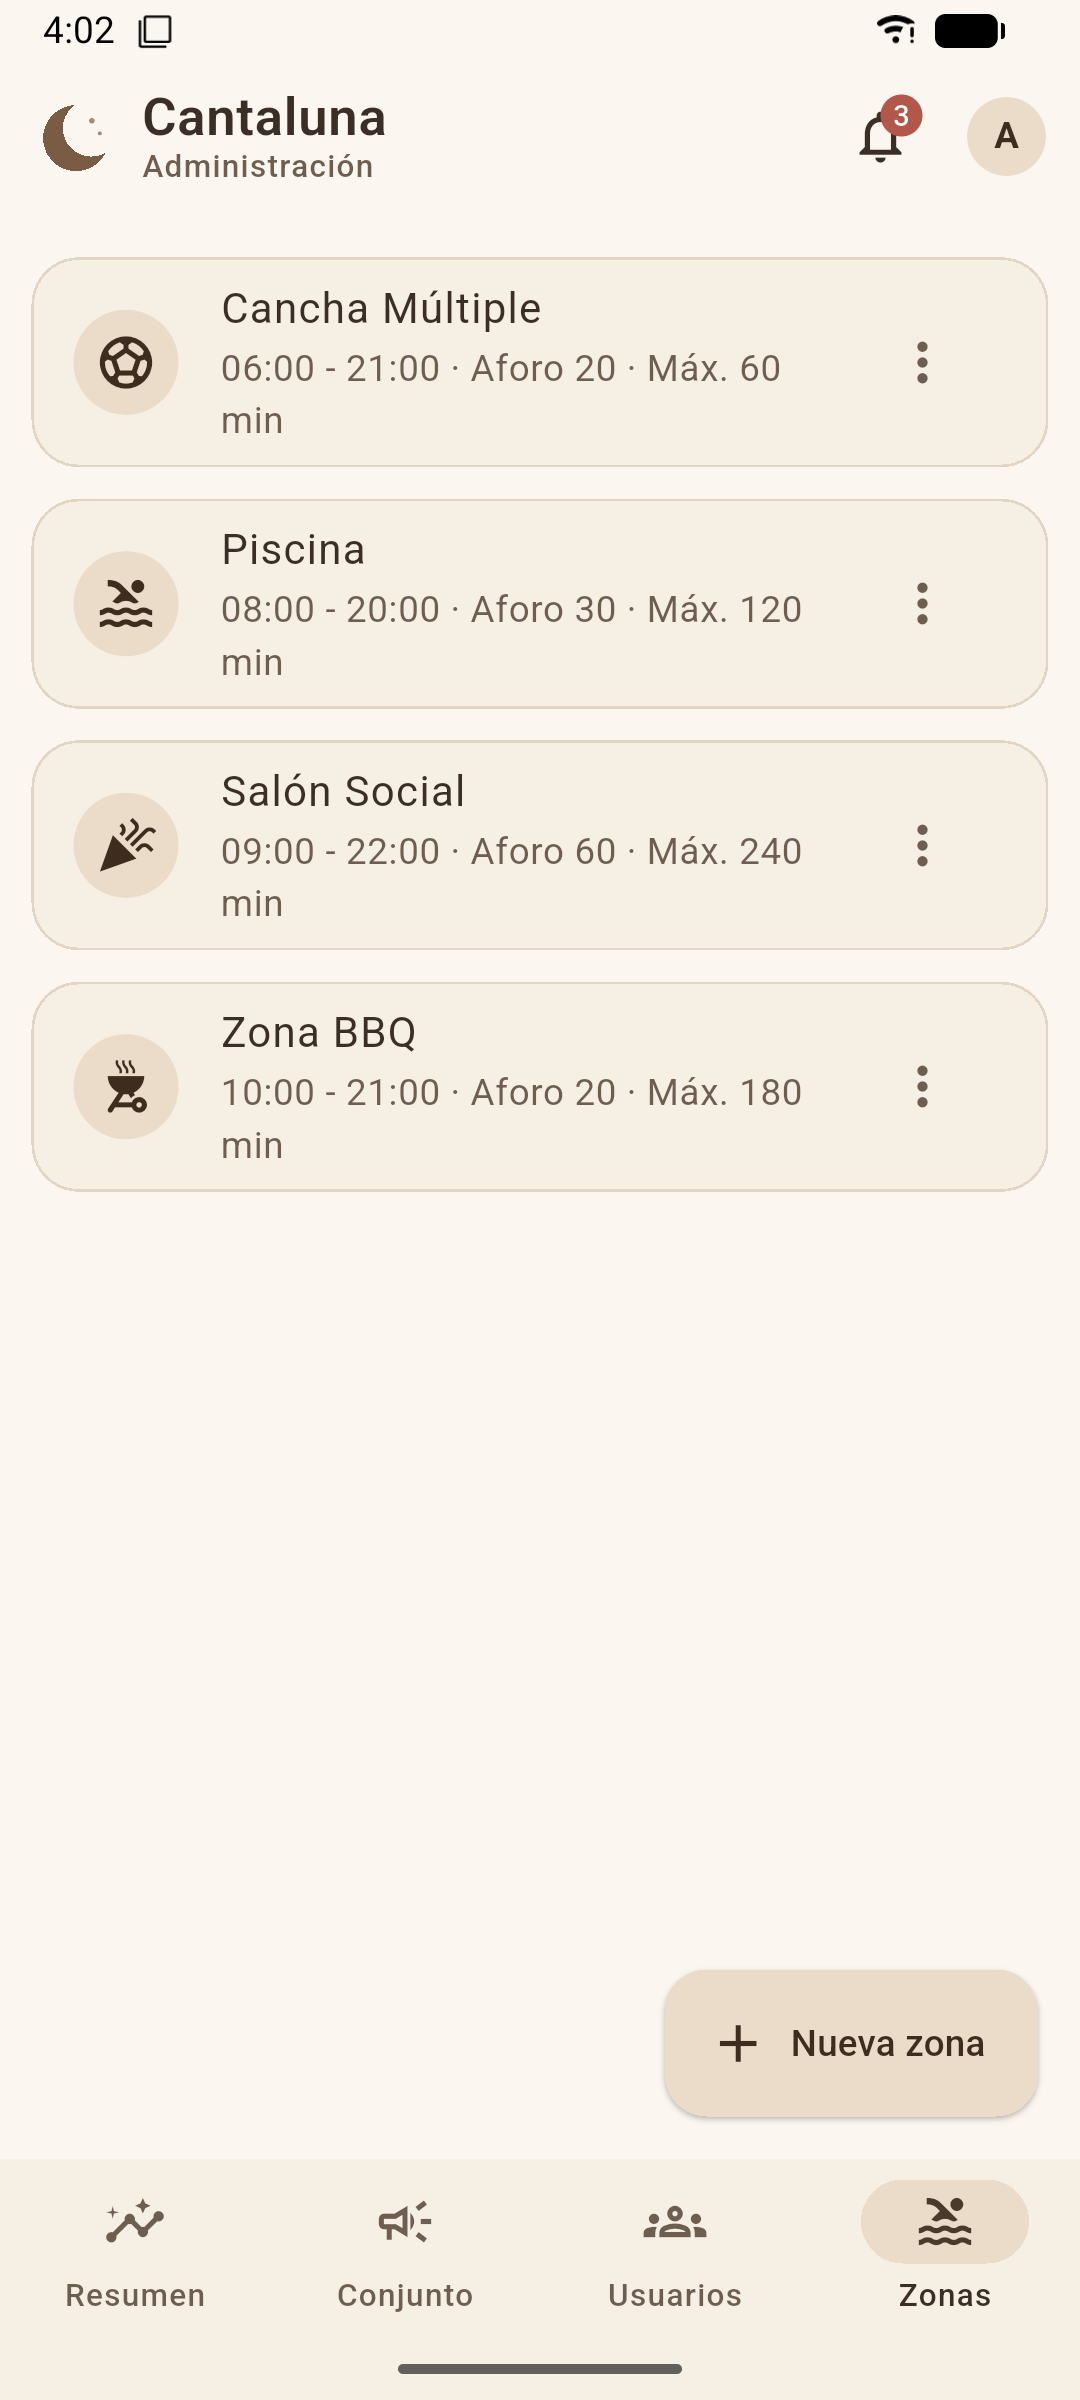 4:02
Cantaluna
Administración
3
A
Cancha Múltiple
06:00 - 21:00 · Aforo 20 · Máx. 60
min
Piscina
08:00 - 20:00 · Aforo 30 · Máx. 120
min
Salón Social
09:00 - 22:00 · Aforo 60 · Máx. 240
min
Zona BBQ
10:00 - 21:00 · Aforo 20 · Máx. 180
min
Nueva zona
Resumen
Conjunto
Usuarios
Zonas